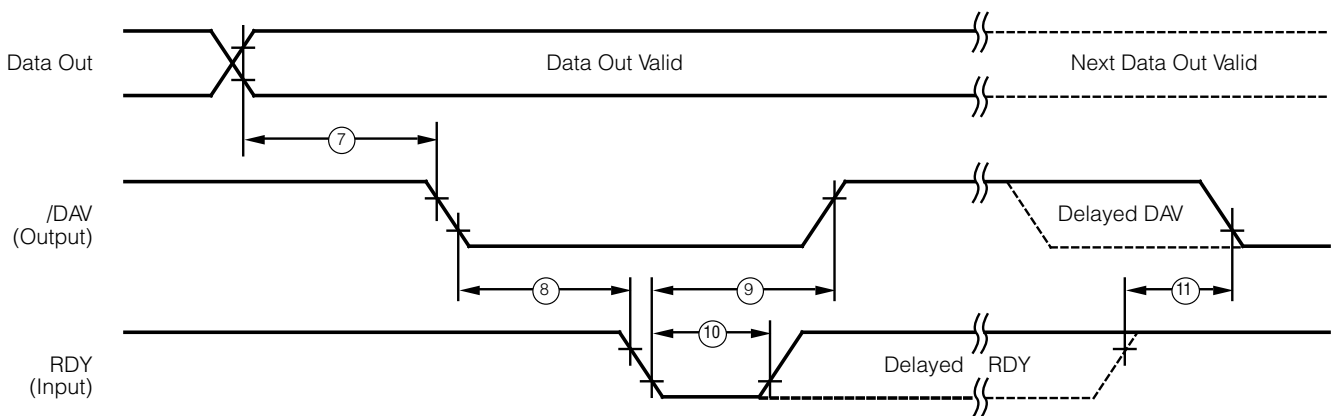 Data Out
Data Out Valid
Next Data Out Valid
7
/DAV
(Output)
Delayed DAV
8
9
11
10
RDY
(Input)
Delayed RDY